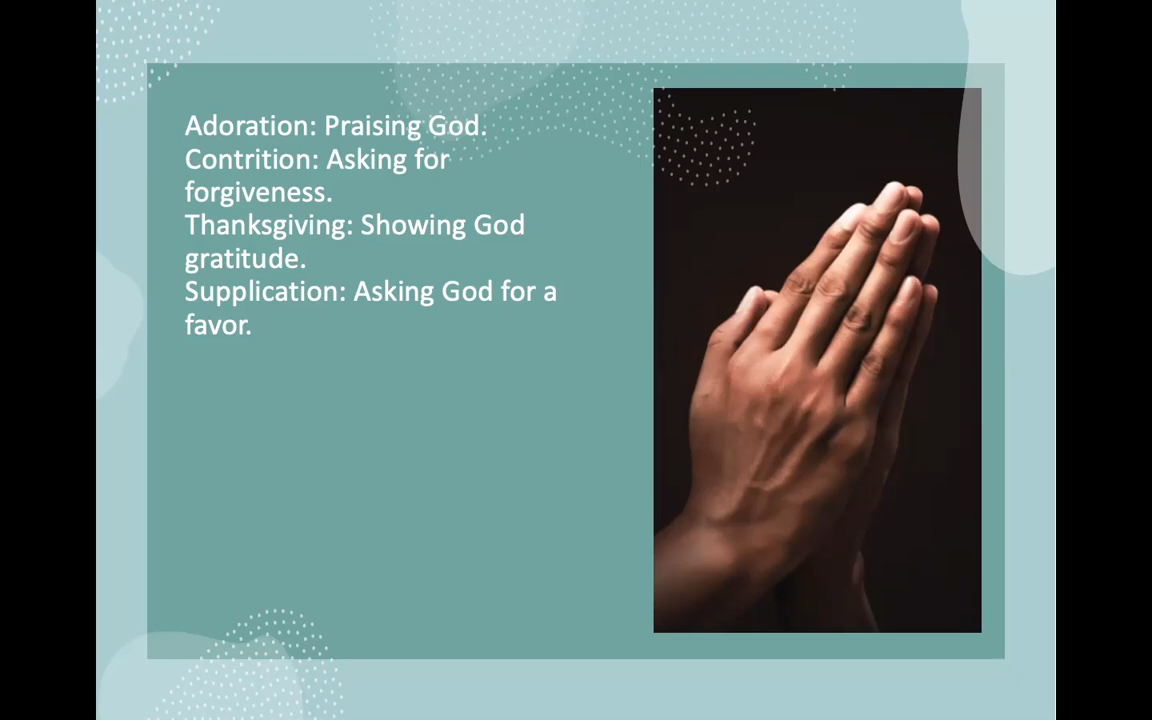 Adoration: Praising God.
Contrition: Asking for
forgiveness.
Thanksgiving: Showing God
gratitude.
Supplication: Asking God for a
favor.